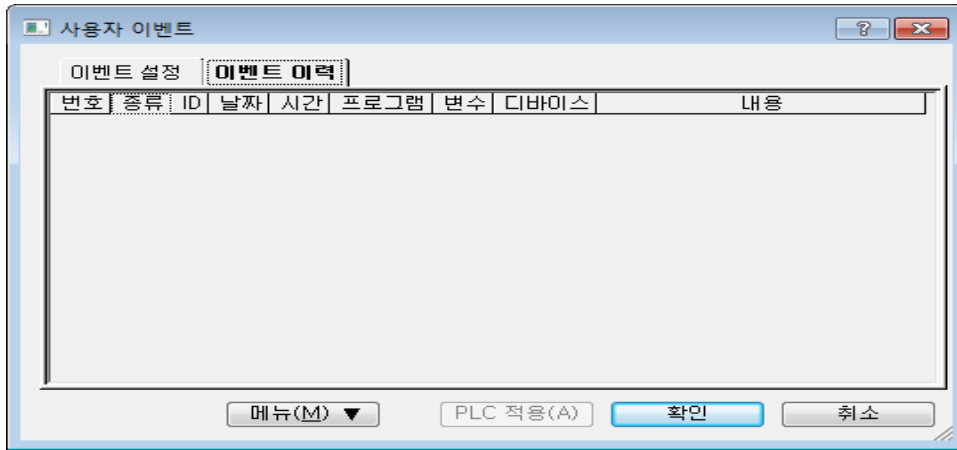 사용자 이벤트
이벤트 설정 이벤트 이력
번호 종류 ID 날짜 시간 프로그램 변수 디바이스 내용
메뉴(M) ▼ PLC 적용(A) 확인 취소